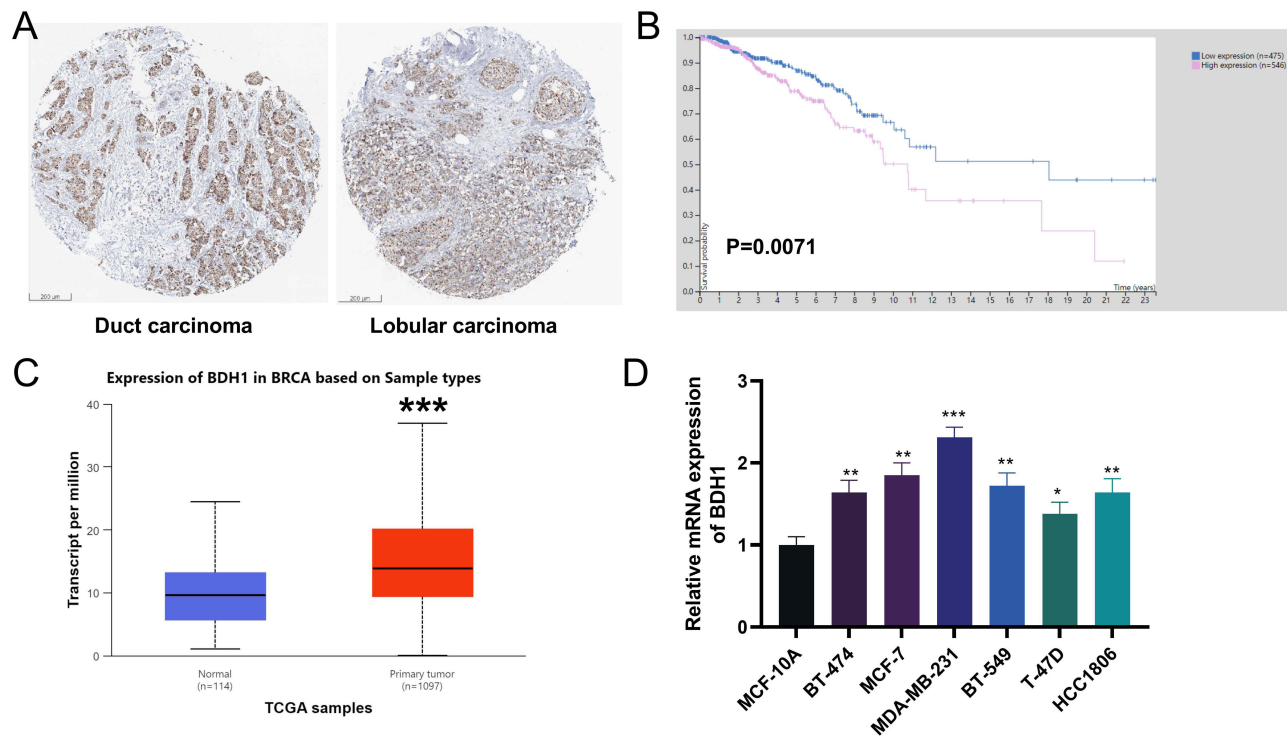 A
200 µm
Duct carcinoma
200 µm
Lobular carcinoma
B
1.0
0.9
0.8
0.7
0.6
0.5
0.4
0.3
0.2
0.1
0.0
Survival probability
P=0.0071
Low expression (n=475)
High expression (n=546)
Time (years)
0 1 2 3 4 5 6 7 8 9 10 11 12 13 14 15 16 17 18 19 20 21 22 23
C
Expression of BDH1 in BRCA based on Sample types
***
Transcript per million
40
30
20
10
0
Normal
(n=114)
Primary tumor
(n=1097)
TCGA samples
D
Relative mRNA expression
of BDH1
3
2
1
0
** ** *** ** * **
MCF-10A
BT-474
MCF-7
MDA-MB-231
BT-549
T-47D
HCC1806